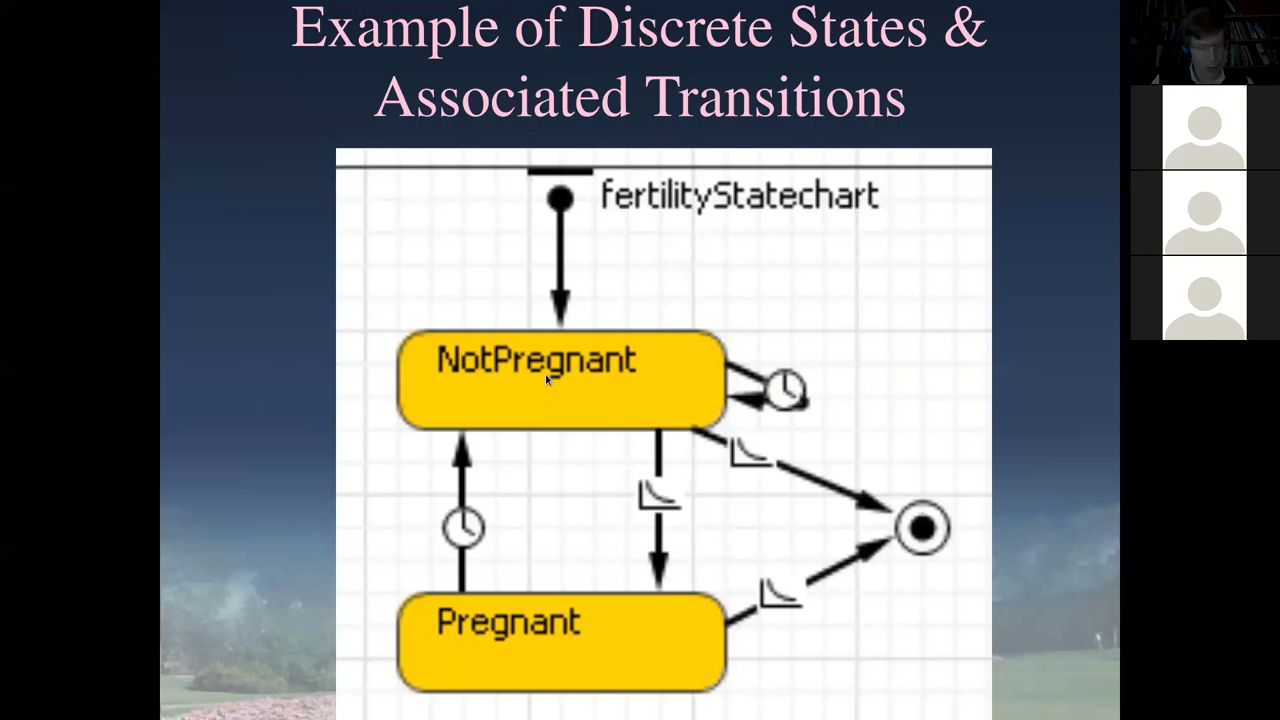 Example of Discrete States &
Associated Transitions
fertilityStatechart
NotPregnant
Pregnant